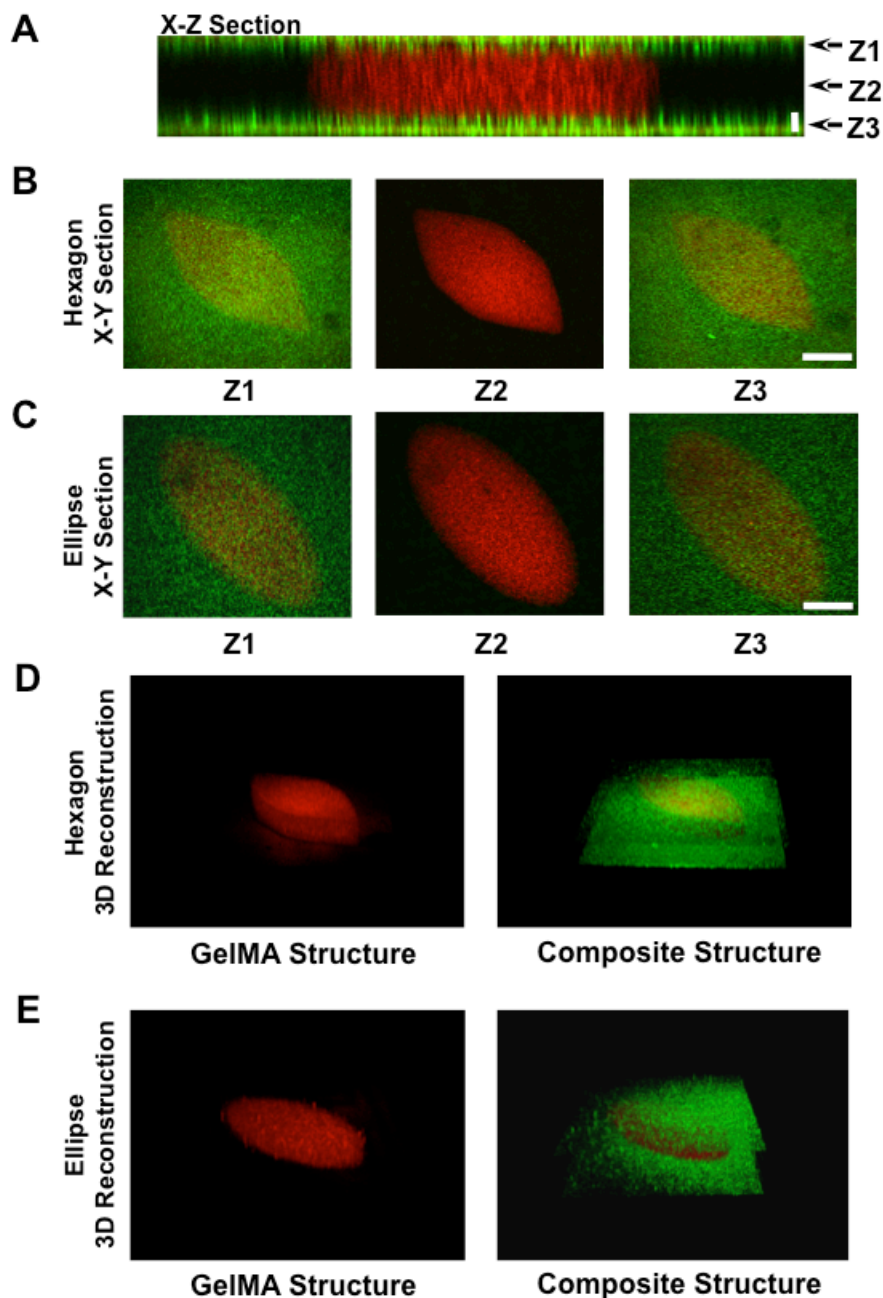 A
X-Z Section
Z1
Z2
Z3
B
Hexagon
X-Y Section
Z1
Z2
Z3
C
Ellipse
X-Y Section
Z1
Z2
Z3
D
Hexagon
3D Reconstruction
GelMA Structure
Composite Structure
E
Ellipse
3D Reconstruction
GelMA Structure
Composite Structure